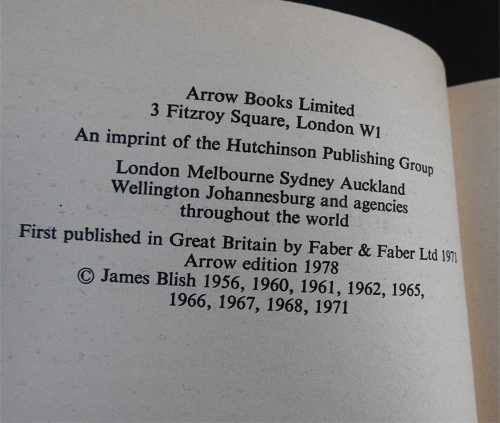 Arrow Books Limited
3 Fitzroy Square, London W1
An imprint of the Hutchinson Publishing Group
London Melbourne Sydney Auckland
Wellington Johannesburg and agencies
throughout the world
First published in Great Britain by Faber & Faber Ltd 1971
Arrow edition 1978
© James Blish 1956, 1960, 1961, 1962, 1965,
1966, 1967, 1968, 1971